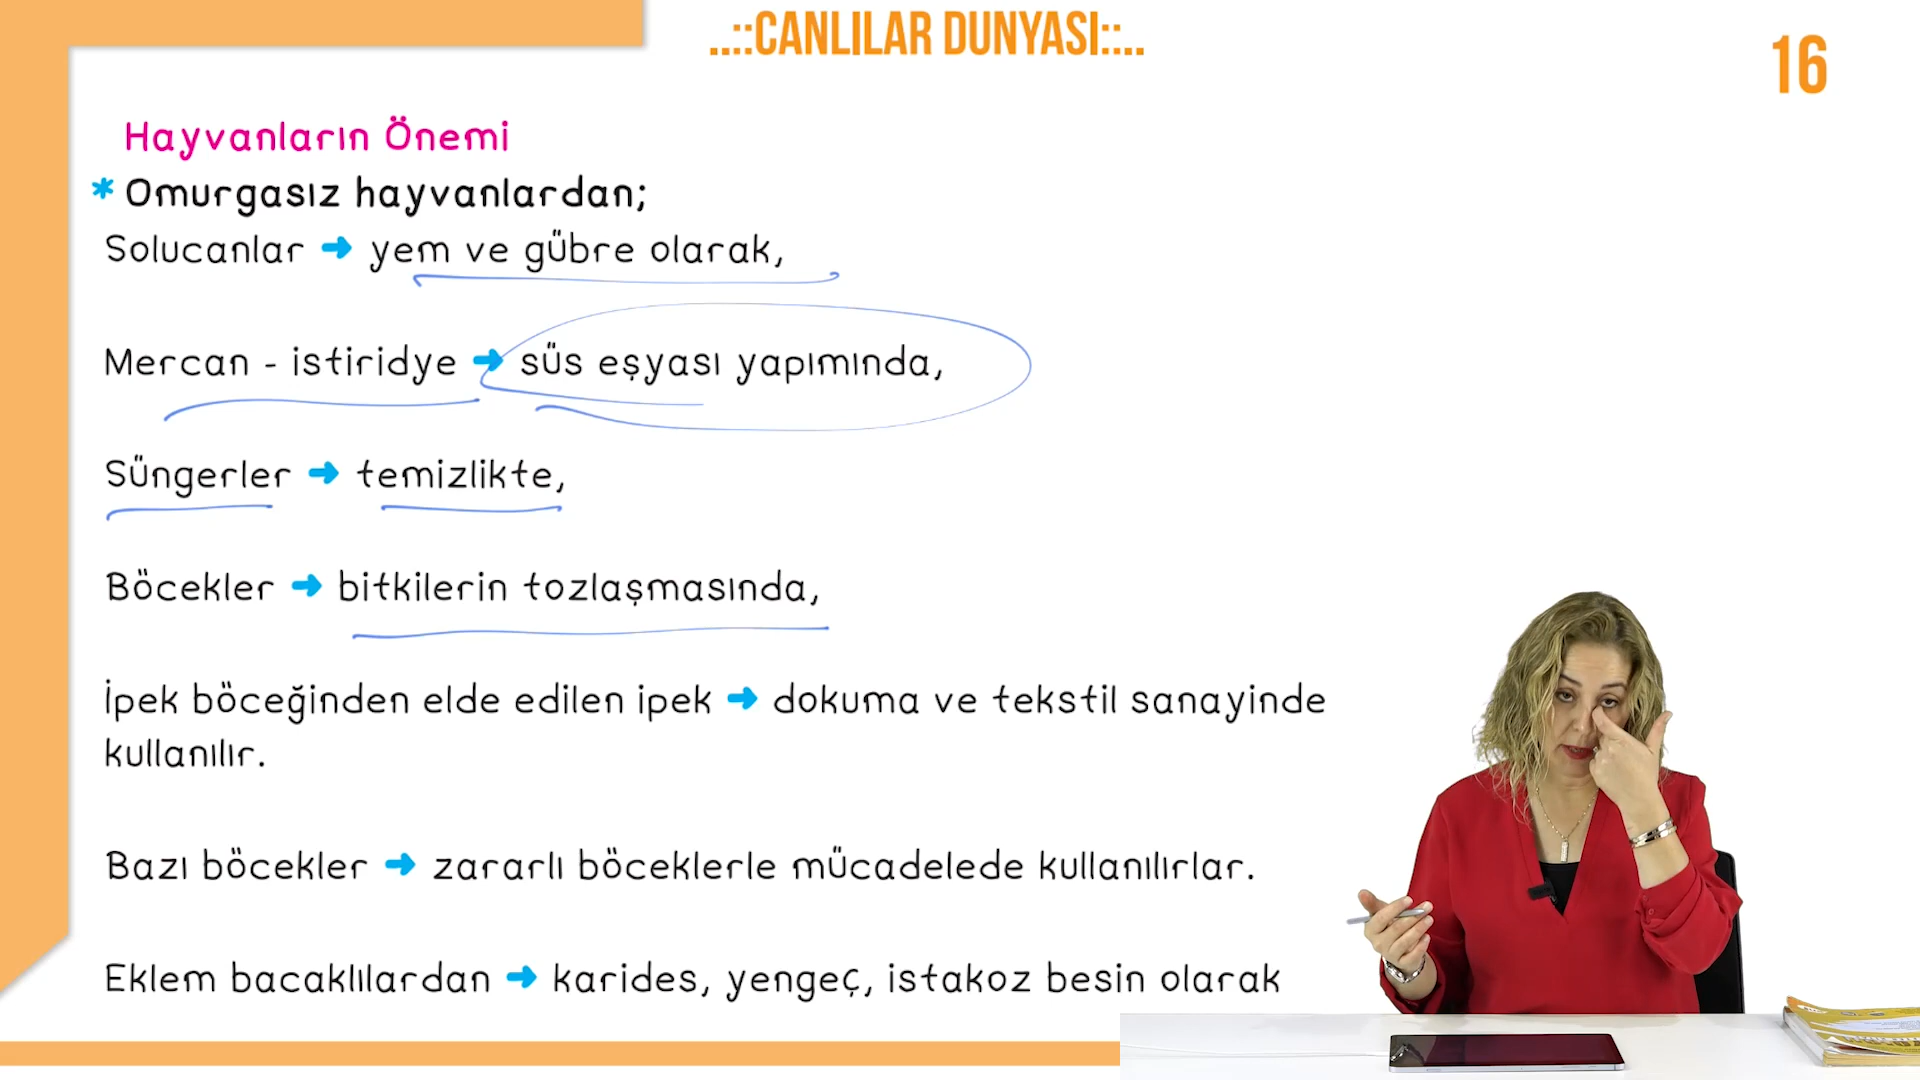 ..::CANLILAR DUNYASI::..
16
Hayvanların Önemi
* Omurgasız hayvanlardan;
Solucanlar ➜ yem ve gübre olarak,
Mercan - istiridye ➜ süs eşyası yapımında,
Süngerler ➜ temizlikte,
Böcekler ➜ bitkilerin tozlaşmasında,
İpek böceğinden elde edilen ipek ➜ dokuma ve tekstil sanayinde
kullanılır.
Bazı böcekler ➜ zararlı böceklerle mücadelede kullanılırlar.
Eklem bacaklılardan ➜ karides, yengeç, istakoz besin olarak